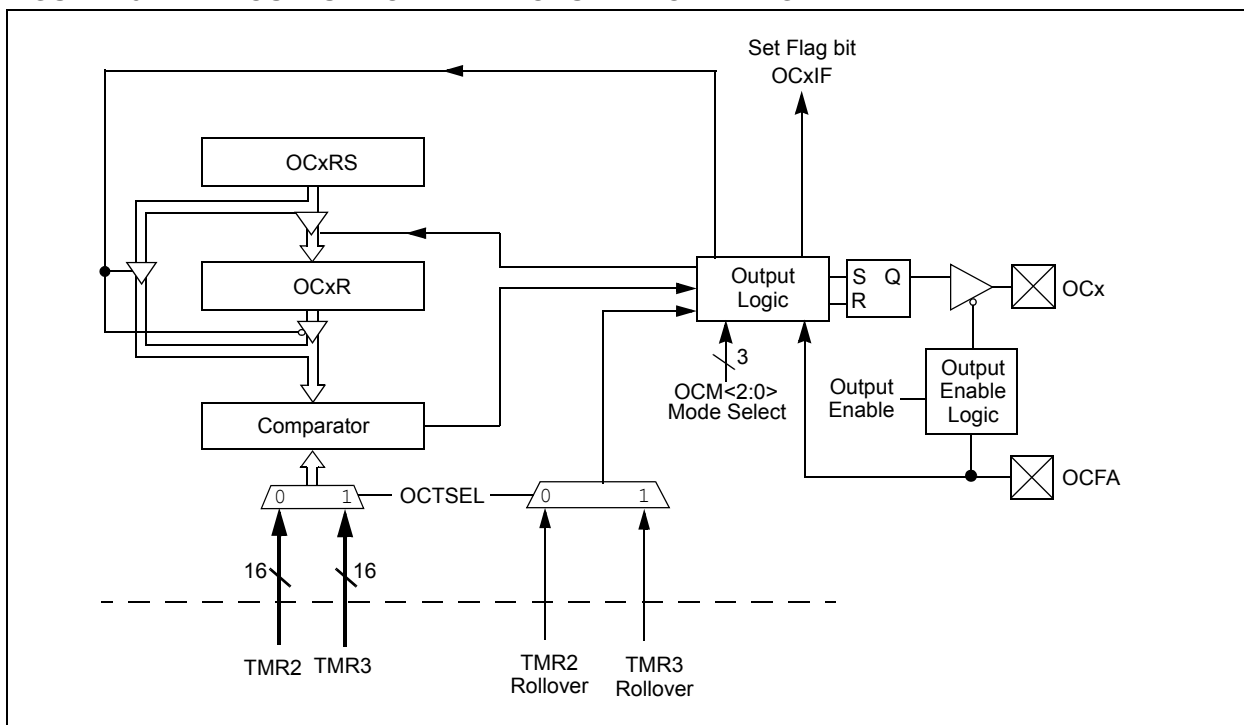 Set Flag bit
OCxIF
OCxRS
OCxR
Output
Logic
S Q
R
OCx
3
OCM<2:0>
Mode Select
Output
Enable
Output
Enable
Logic
Comparator
OCFA
0 1
OCTSEL
0 1
16
16
TMR2
TMR3
TMR2
Rollover
TMR3
Rollover